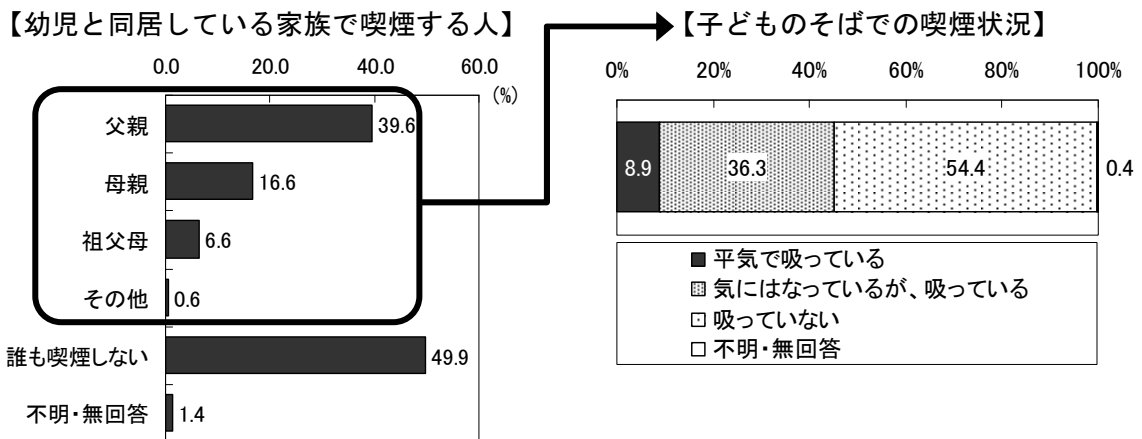 【幼児と同居している家族で喫煙する人】
0.0 20.0 40.0 60.0
(%)
父親 39.6
母親 16.6
祖父母 6.6
その他 0.6
誰も喫煙しない 49.9
不明・無回答 1.4
【子どものそばでの喫煙状況】
0% 20% 40% 60% 80% 100%
8.9 36.3 54.4 0.4
平気で吸っている
気にはなっているが、吸っている
吸っていない
不明・無回答